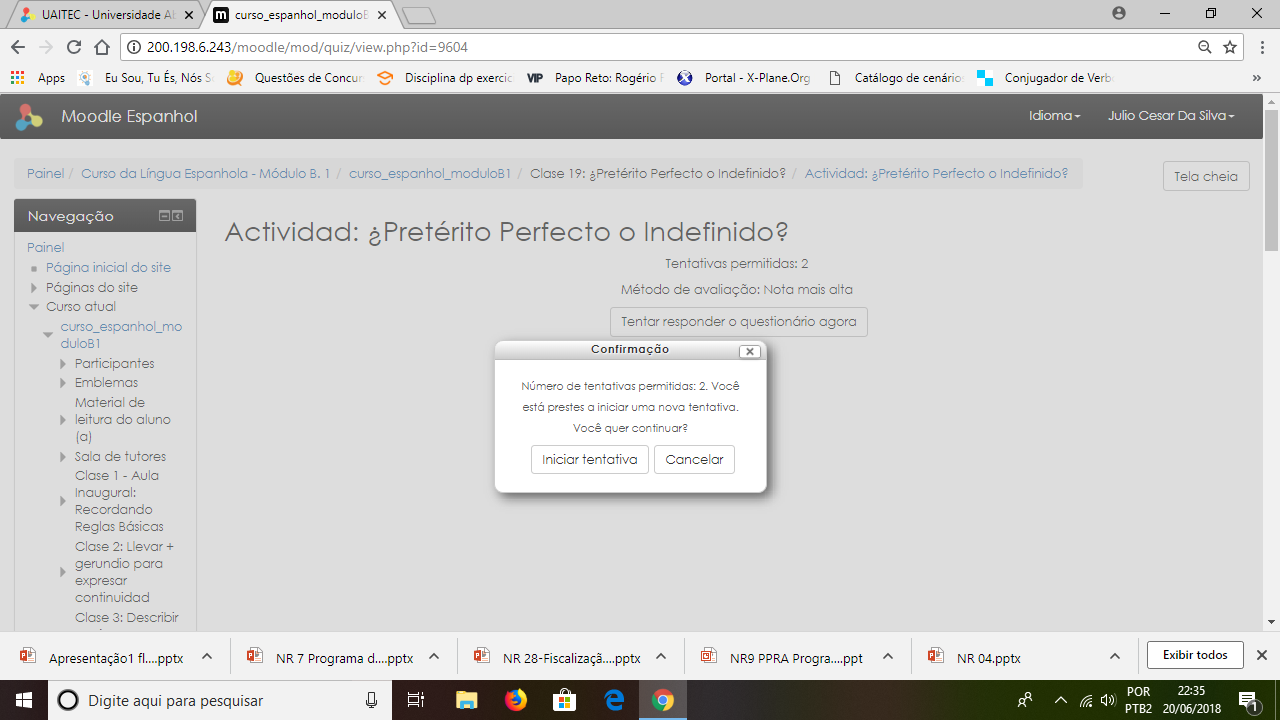 UAITEC - Universidade Ab
curso_espanhol_moduloB
200.198.6.243/moodle/mod/quiz/view.php?id=9604
Apps Eu Sou, Tu És, Nós S Questões de Concur Disciplina dp exercic VIP Papo Reto: Rogério F Portal - X-Plane.Org Catálogo de cenário Conjugador de Verb »
Moodle Espanhol Idioma Julio Cesar Da Silva
Painel / Curso da Língua Espanhola - Módulo B. 1 / curso_espanhol_moduloB1 / Clase 19: ¿Pretérito Perfecto o Indefinido? / Actividad: ¿Pretérito Perfecto o Indefinido?
Tela cheia
Navegação
Painel
Página inicial do site
Páginas do site
Curso atual
curso_espanhol_mo
duloB1
Participantes
Emblemas
Material de
leitura do aluno
(a)
Sala de tutores
Clase 1 - Aula
Inaugural:
Recordando
Reglas Básicas
Clase 2: Llevar +
gerundio para
expresar
continuidad
Clase 3: Describir
Actividad: ¿Pretérito Perfecto o Indefinido?
Tentativas permitidas: 2
Método de avaliação: Nota mais alta
Tentar responder o questionário agora
Confirmação
Número de tentativas permitidas: 2. Você
está prestes a iniciar uma nova tentativa.
Você quer continuar?
Iniciar tentativa Cancelar
Apresentação1 fl....pptx NR 7 Programa d....pptx NR 28-Fiscalizaçã....pptx NR9 PPRA Progra....ppt NR 04.pptx Exibir todos
Digite aqui para pesquisar
POR
PTB2
22:35
20/06/2018
1